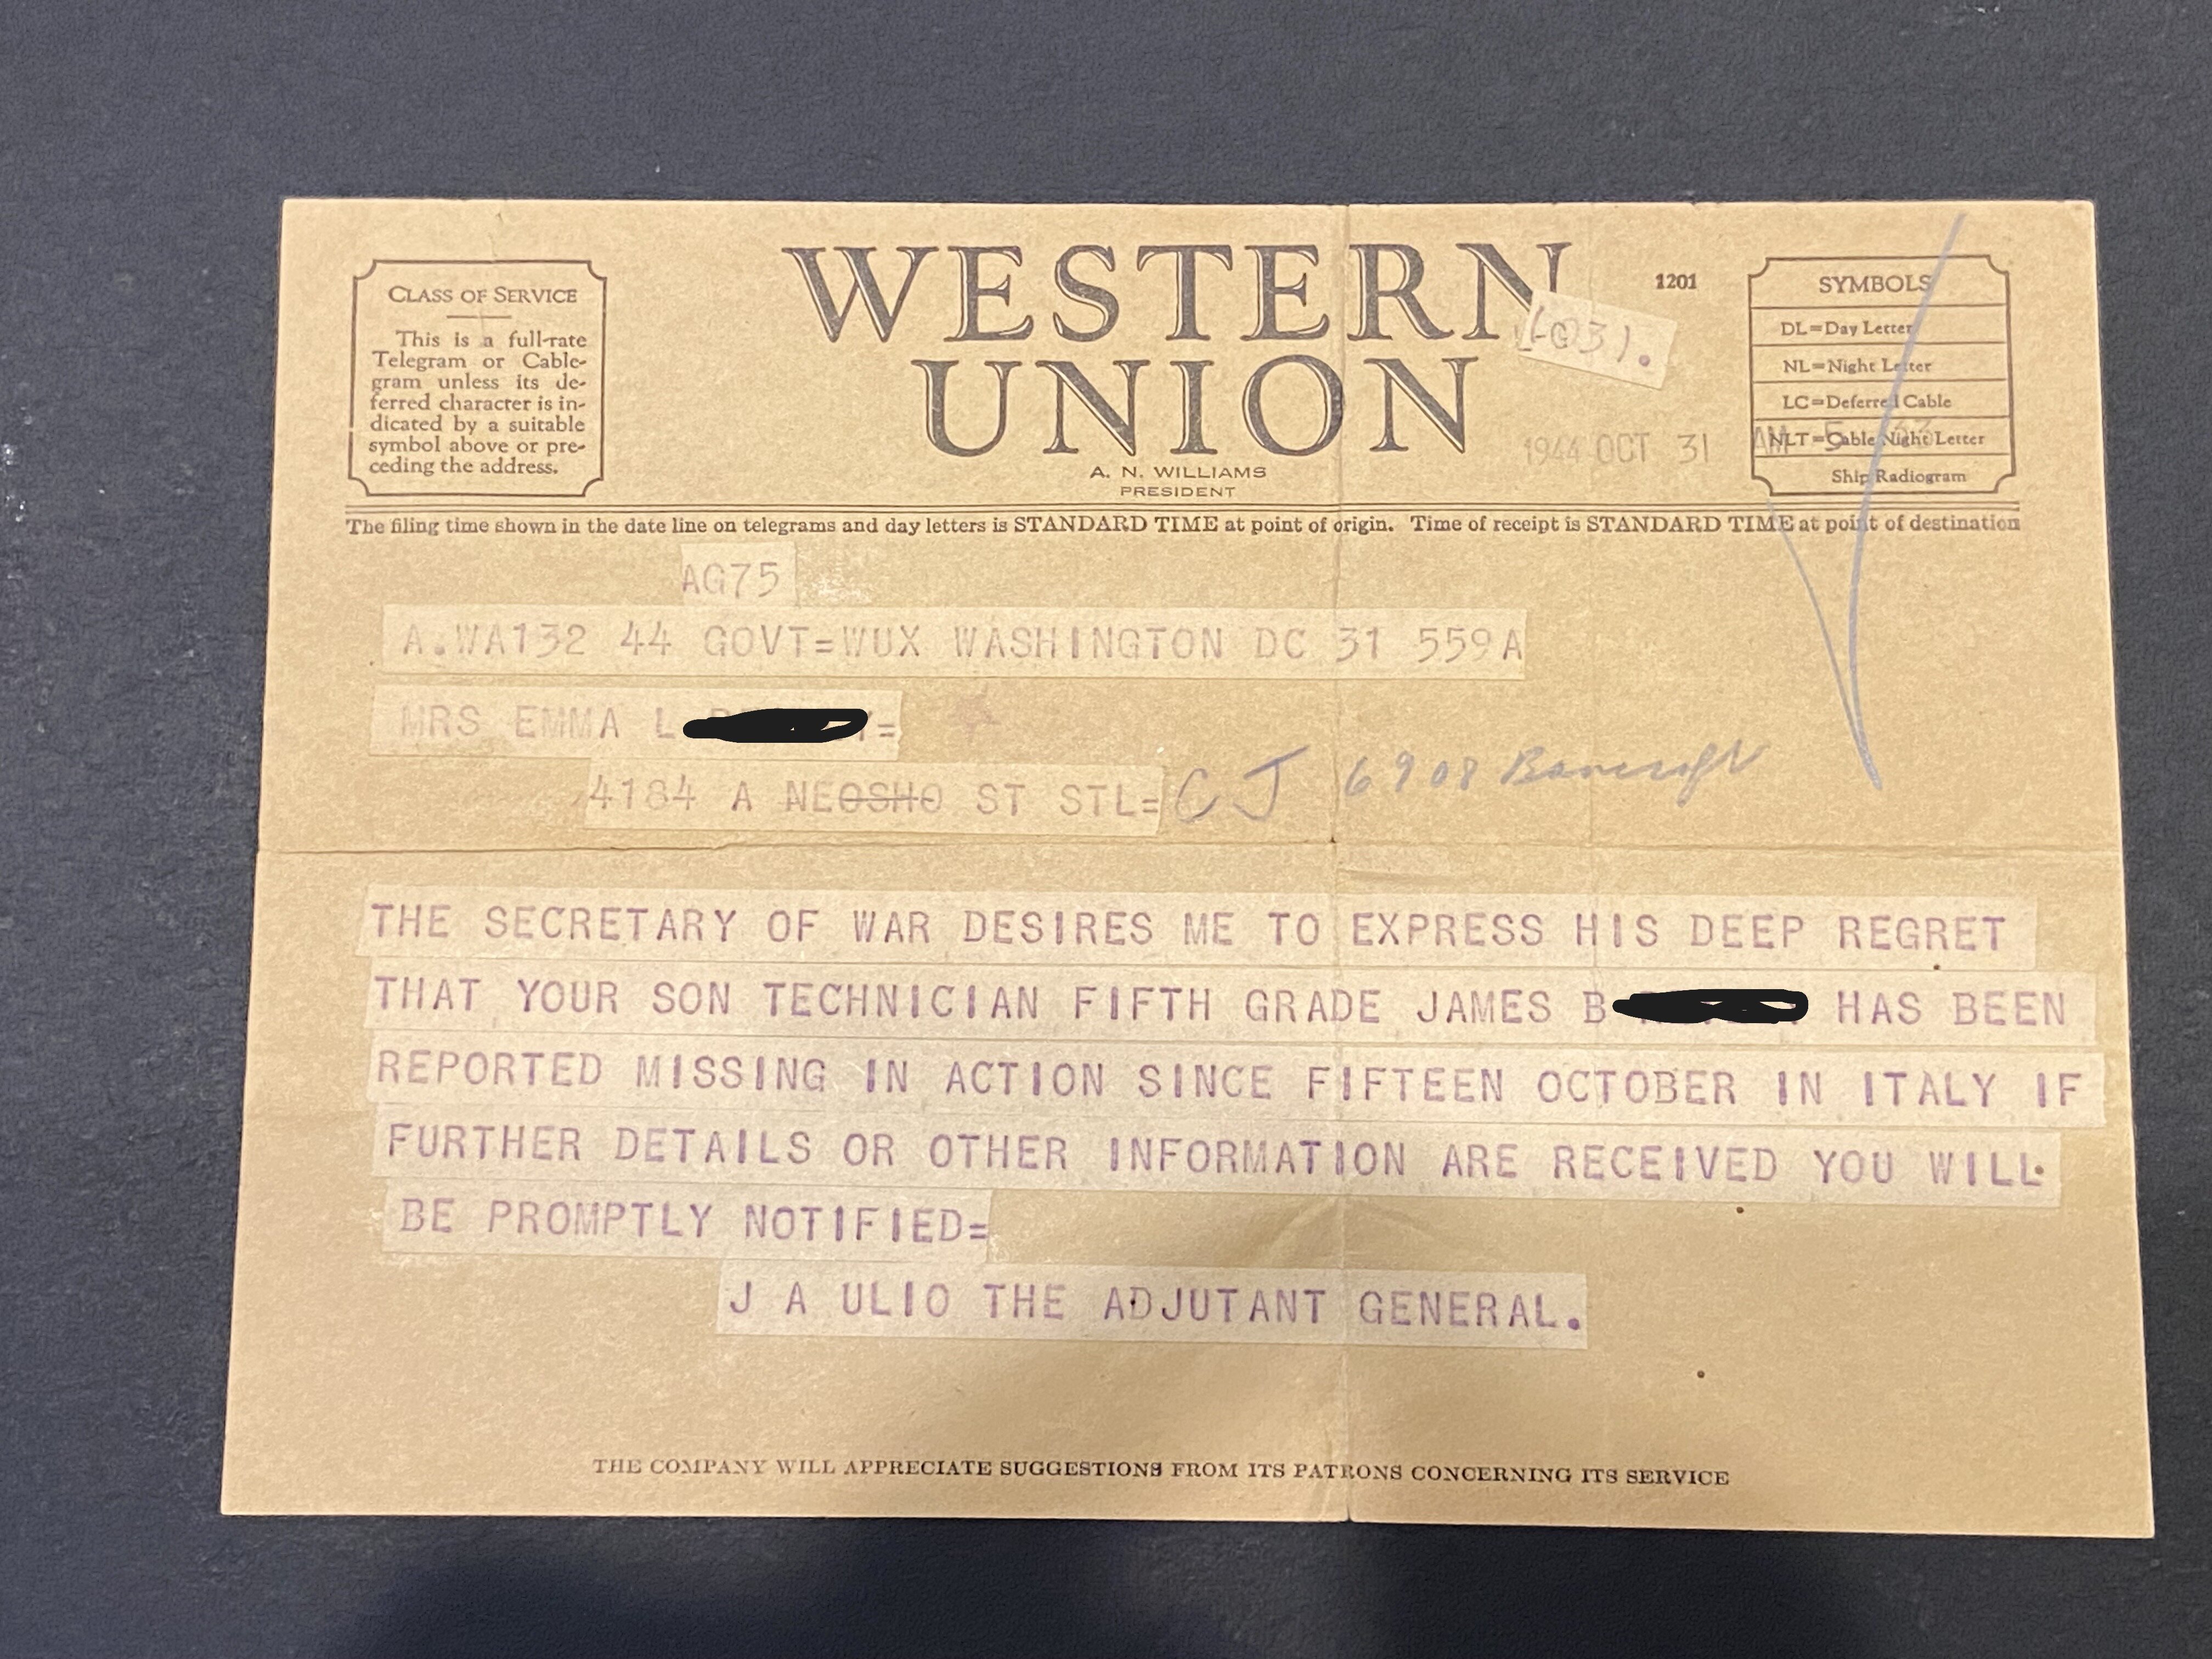 CLASS OF SERVICE
This is a full-rate
Telegram or Cable-
gram unless its de-
ferred character is in-
dicated by a suitable
symbol above or pre-
ceding the address.
WESTERN
UNION
A. N. WILLIAMS
PRESIDENT
1201
1944 OCT 31 AM 5
SYMBOLS
DL=Day Letter
NL=Night Letter
LC=Deferred Cable
NLT=Cable Night Letter
Ship Radiogram
The filing time shown in the date line on telegrams and day letters is STANDARD TIME at point of origin. Time of receipt is STANDARD TIME at point of destination
AG75
A.WA132 44 GOVT=WUX WASHINGTON DC 31 559A
MRS EMMA L =
4184 A NEOSHO ST STL= CJ 6908 Bancroft
THE SECRETARY OF WAR DESIRES ME TO EXPRESS HIS DEEP REGRET
THAT YOUR SON TECHNICIAN FIFTH GRADE JAMES B HAS BEEN
REPORTED MISSING IN ACTION SINCE FIFTEEN OCTOBER IN ITALY IF
FURTHER DETAILS OR OTHER INFORMATION ARE RECEIVED YOU WILL
BE PROMPTLY NOTIFIED=
J A ULIO THE ADJUTANT GENERAL.
THE COMPANY WILL APPRECIATE SUGGESTIONS FROM ITS PATRONS CONCERNING ITS SERVICE